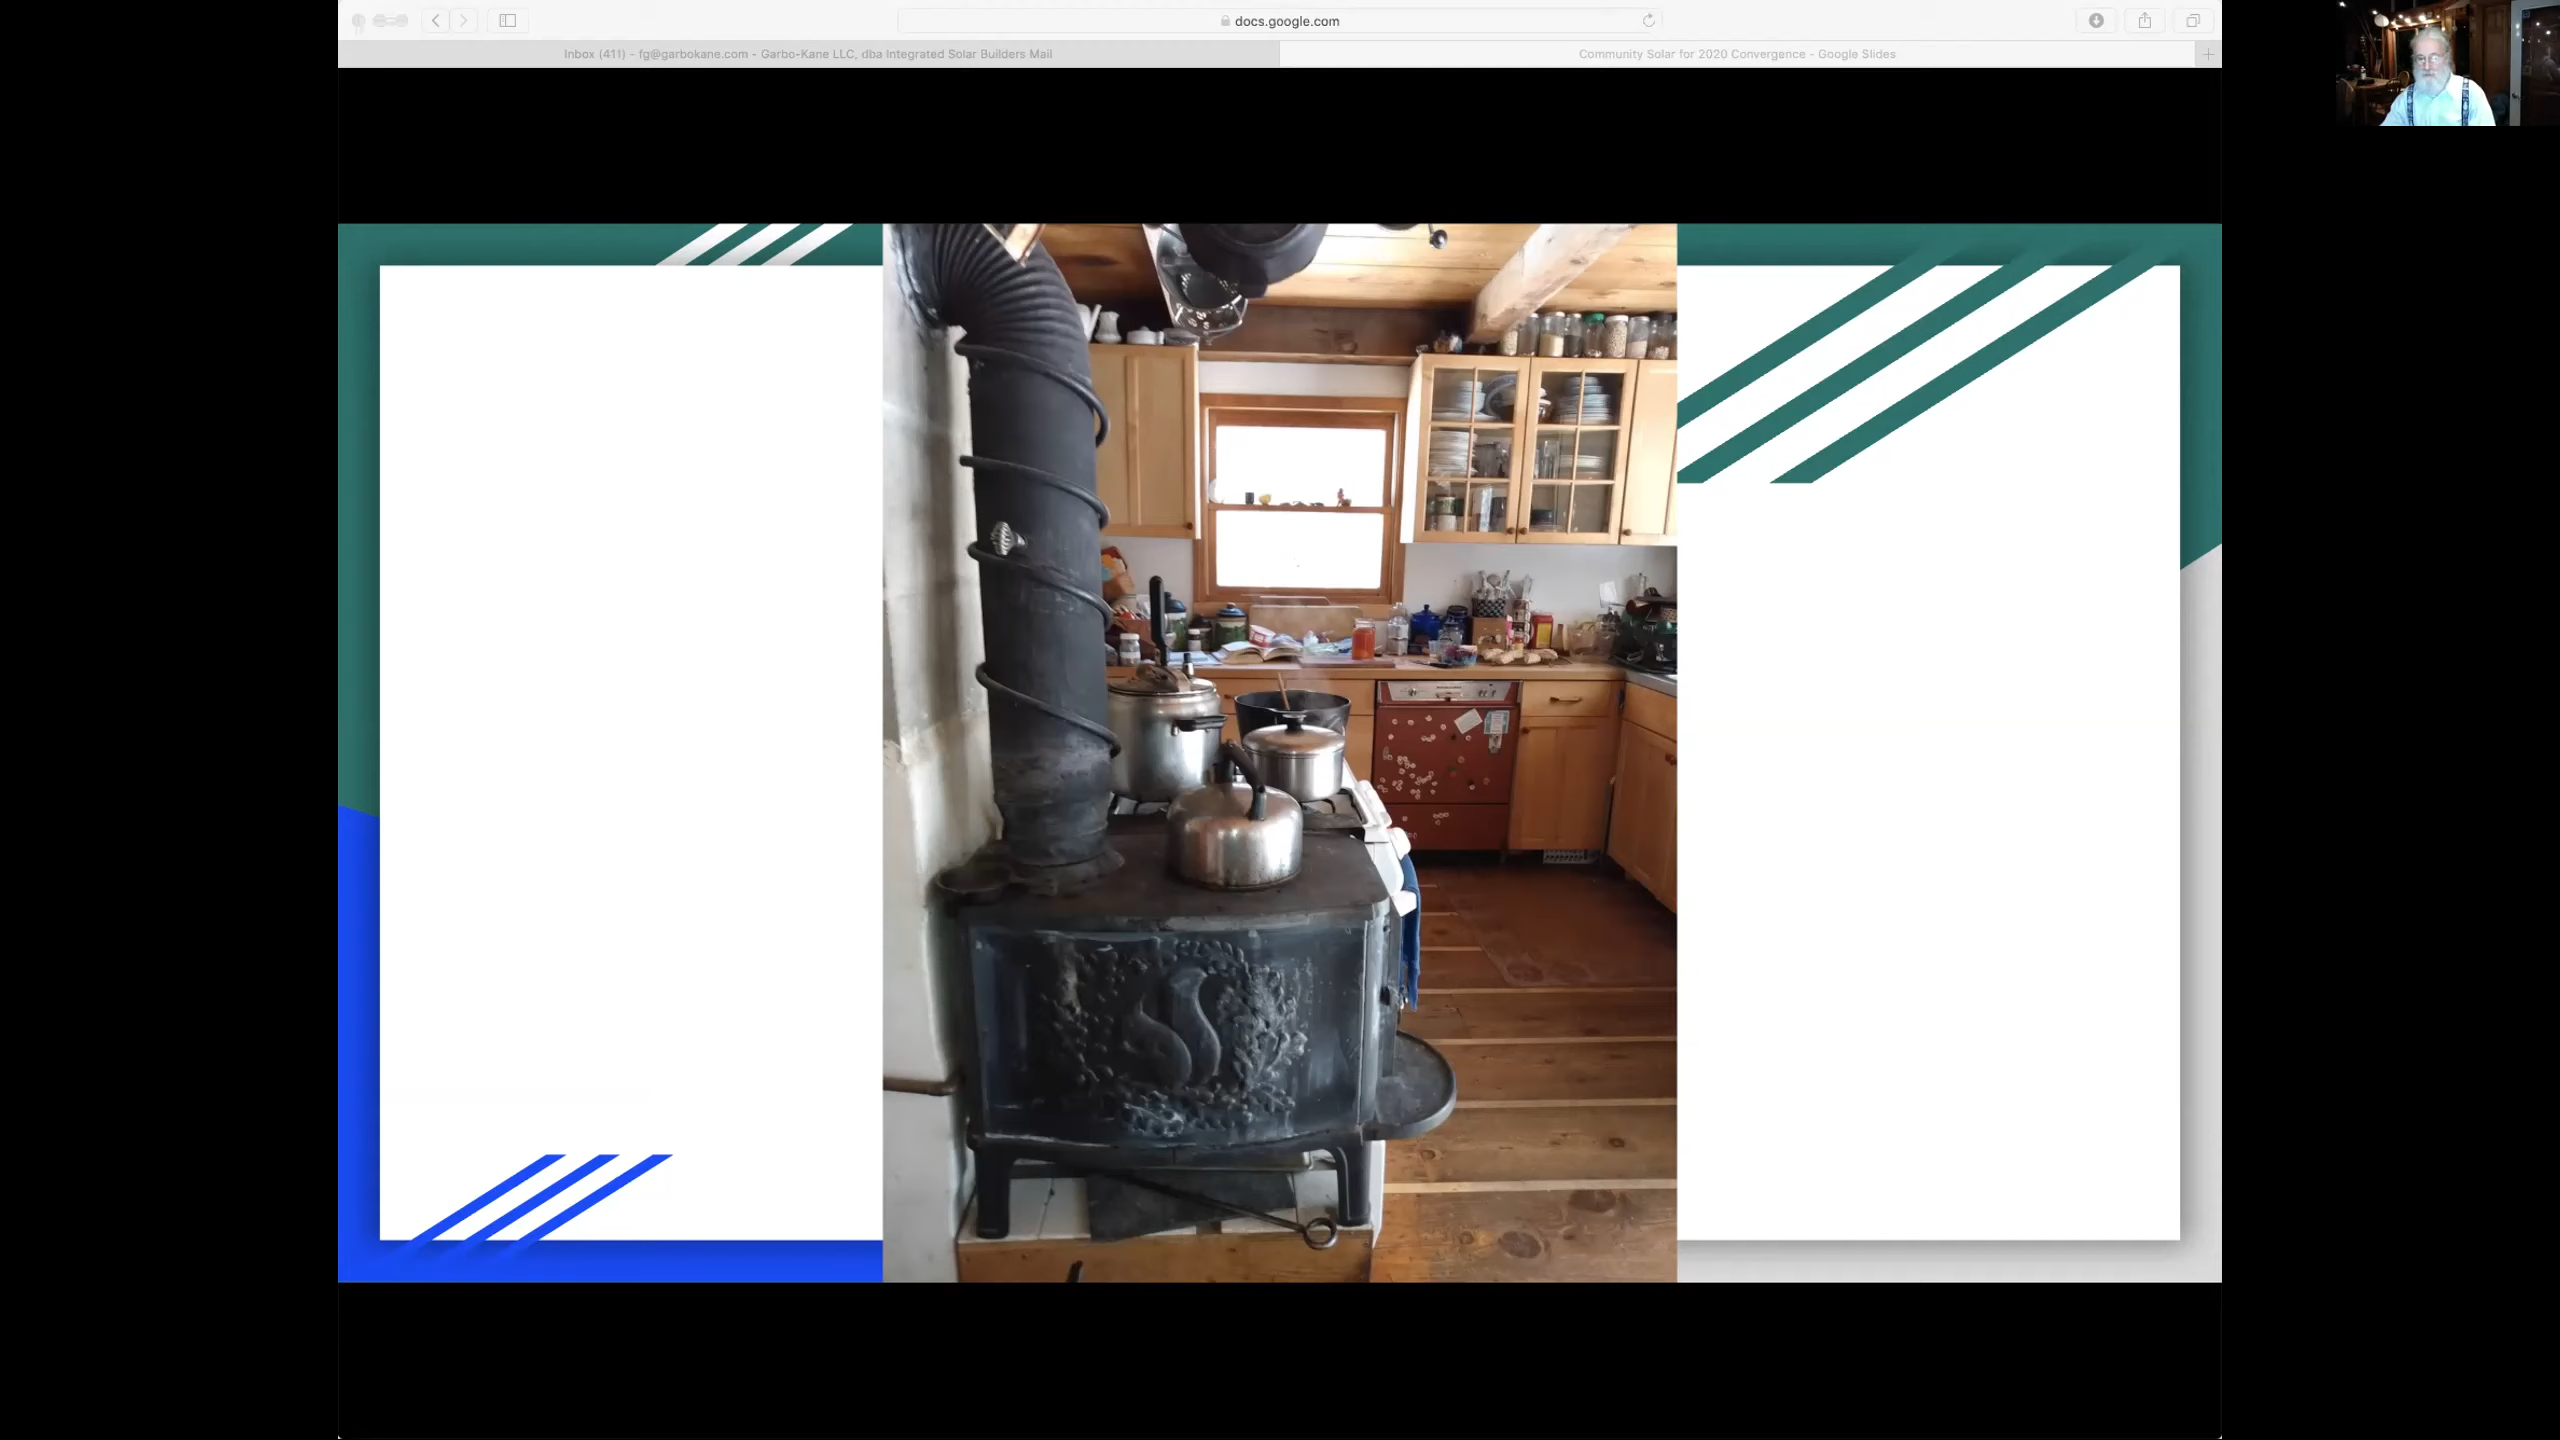 docs.google.com
Inbox (411) - fg@garbokane.com - Garbo-Kane LLC, dba Integrated Solar Builders Mail
Community Solar for 2020 Convergence - Google Slides